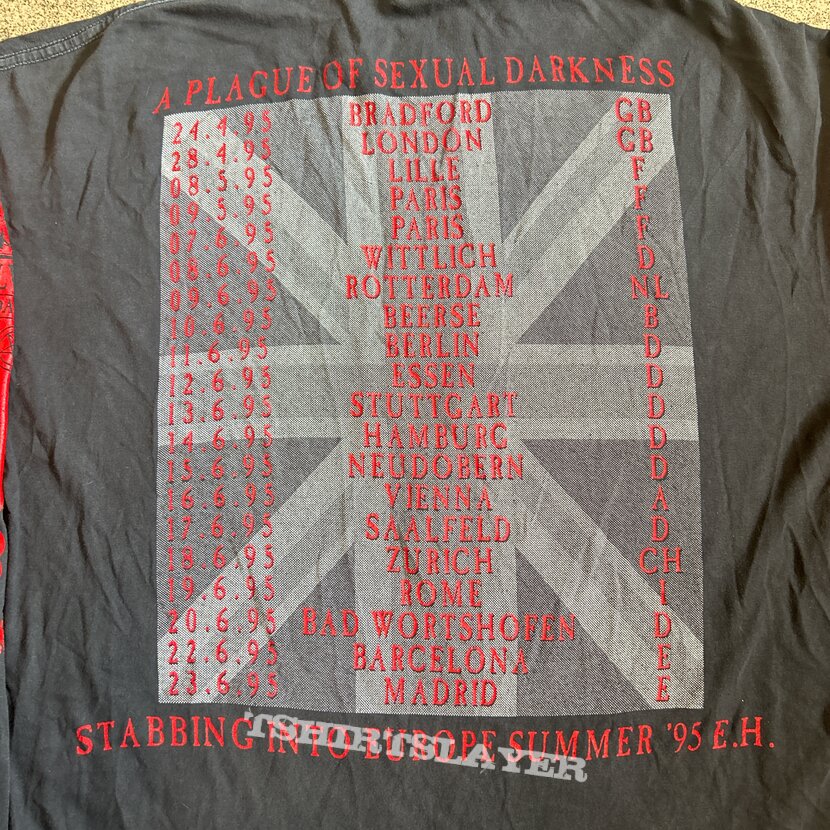 A PLAGUE OF SEXUAL DARKNESS
24.4.95 BRADFORD GB
28.4.95 LONDON GB
08.5.95 LILLE F
09.5.95 PARIS F
07.6.95 PARIS F
08.6.95 WITTLICH D
09.6.95 ROTTERDAM NL
10.6.95 BEERSE B
11.6.95 BERLIN D
12.6.95 ESSEN D
13.6.95 STUTTGART D
14.6.95 HAMBURG D
15.6.95 NEUDOBERN D
16.6.95 VIENNA A
17.6.95 SAALFELD D
18.6.95 ZURICH CH
19.6.95 ROME I
20.6.95 BAD WORTSHOFEN D
22.6.95 BARCELONA E
23.6.95 MADRID E
STABBING INTO EUROPE SUMMER '95 E.H.
TSHIRTSLAYER